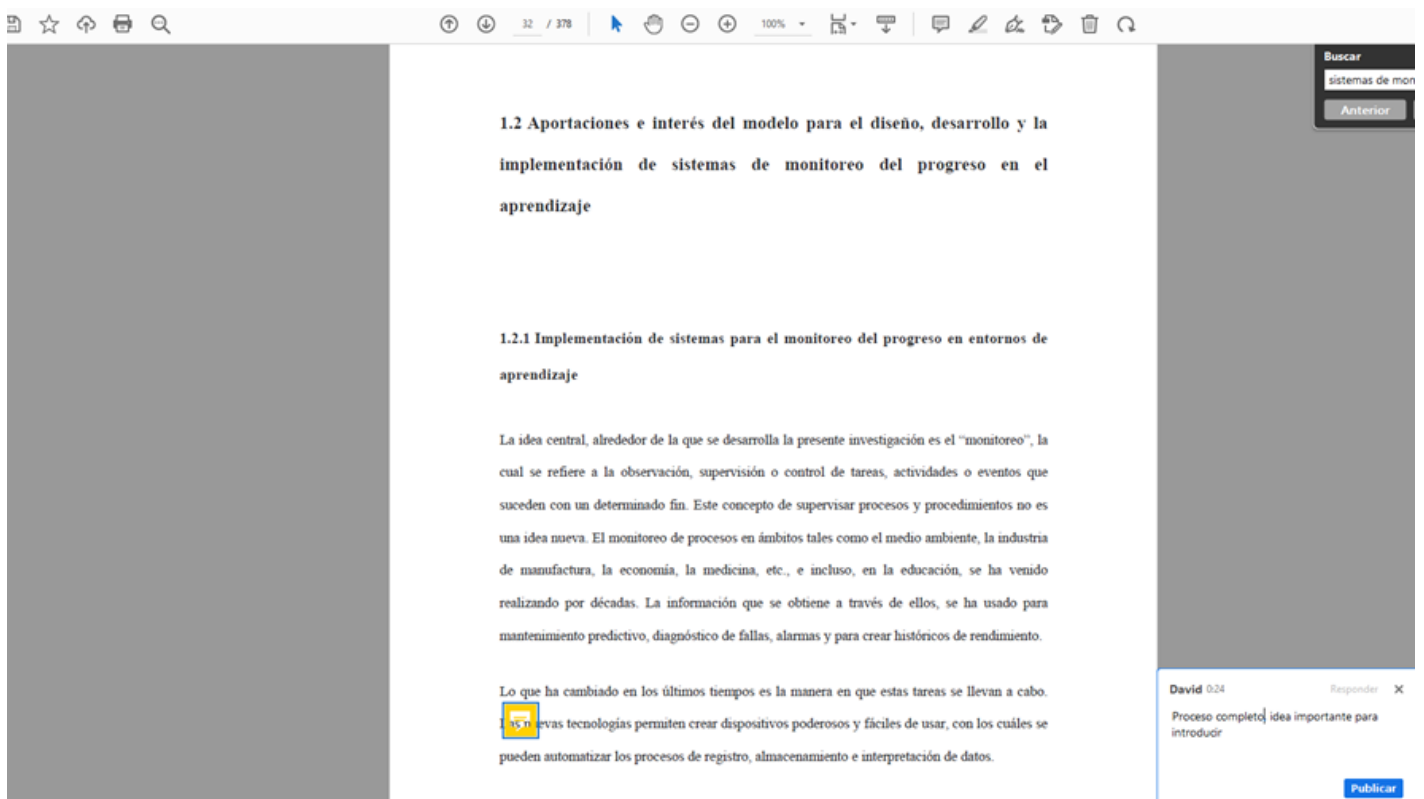 32 / 378
100%
Buscar
sistemas de mon
Anterior
1.2 Aportaciones e interés del modelo para el diseño, desarrollo y la
implementación de sistemas de monitoreo del progreso en el
aprendizaje
1.2.1 Implementación de sistemas para el monitoreo del progreso en entornos de
aprendizaje
La idea central, alrededor de la que se desarrolla la presente investigación es el “monitoreo”, la
cual se refiere a la observación, supervisión o control de tareas, actividades o eventos que
suceden con un determinado fin. Este concepto de supervisar procesos y procedimientos no es
una idea nueva. El monitoreo de procesos en ámbitos tales como el medio ambiente, la industria
de manufactura, la economía, la medicina, etc., e incluso, en la educación, se ha venido
realizando por décadas. La información que se obtiene a través de ellos, se ha usado para
mantenimiento predictivo, diagnóstico de fallas, alarmas y para crear históricos de rendimiento.
Lo que ha cambiado en los últimos tiempos es la manera en que estas tareas se llevan a cabo.
tecnologías permiten crear dispositivos poderosos y fáciles de usar, con los cuáles se
pueden automatizar los procesos de registro, almacenamiento e interpretación de datos.
David 0:24 Responder
Proceso completo, idea importante para
introducir
Publicar